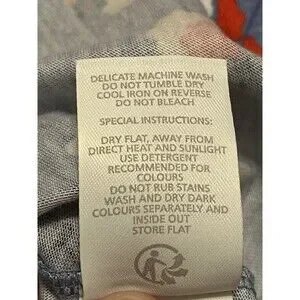 DELICATE MACHINE WASH
DO NOT TUMBLE DRY
COOL IRON ON REVERSE
DO NOT BLEACH
SPECIAL INSTRUCTIONS:
DRY FLAT, AWAY FROM
DIRECT HEAT AND SUNLIGHT
USE DETERGENT
RECOMMENDED FOR
COLOURS
DO NOT RUB STAINS
WASH AND DRY DARK
COLOURS SEPARATELY AND
INSIDE OUT
STORE FLAT